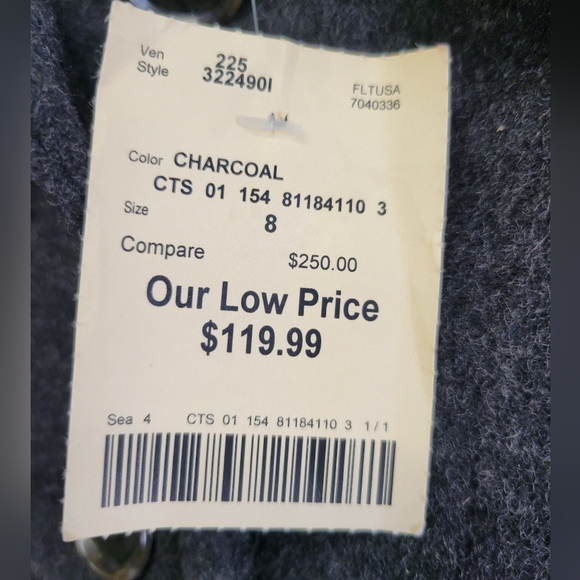 Ven 225
Style 322490I
FLTUSA
7040336
Color CHARCOAL
CTS 01 154 81184110 3
Size 8
Compare $250.00
Our Low Price
$119.99
Sea 4 CTS 01 154 81184110 3 1/1